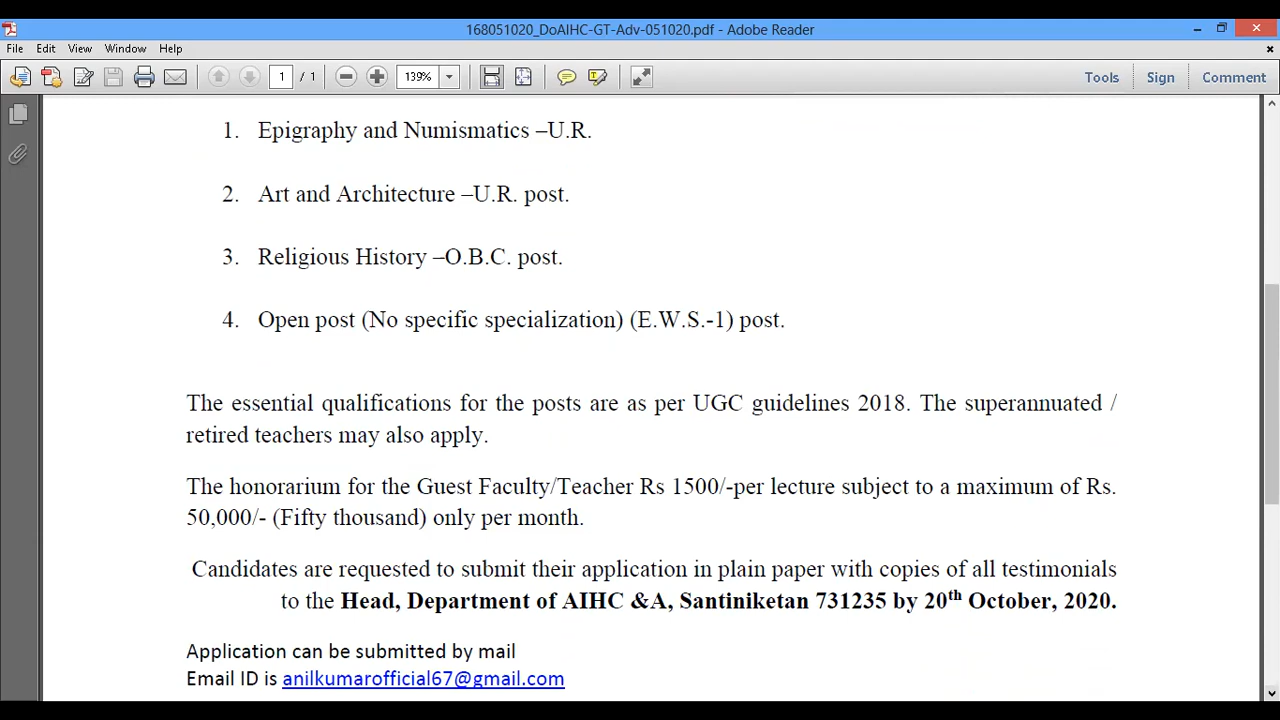 168051020_DoAIHC-GT-Adv-051020.pdf - Adobe Reader
File Edit View Window Help
1 / 1 139% Tools Sign Comment
1. Epigraphy and Numismatics –U.R.
2. Art and Architecture –U.R. post.
3. Religious History –O.B.C. post.
4. Open post (No specific specialization) (E.W.S.-1) post.
The essential qualifications for the posts are as per UGC guidelines 2018. The superannuated /
retired teachers may also apply.
The honorarium for the Guest Faculty/Teacher Rs 1500/-per lecture subject to a maximum of Rs.
50,000/- (Fifty thousand) only per month.
Candidates are requested to submit their application in plain paper with copies of all testimonials
to the Head, Department of AIHC &A, Santiniketan 731235 by 20th October, 2020.
Application can be submitted by mail
Email ID is anilkumarofficial67@gmail.com